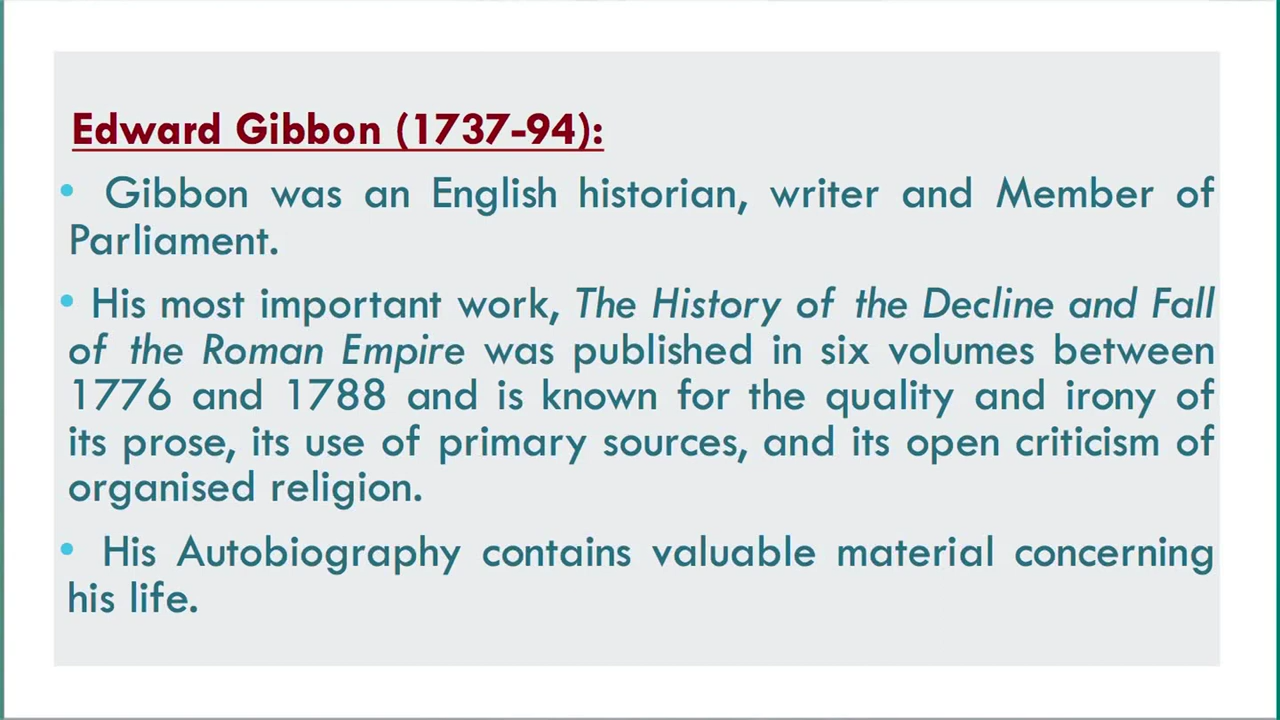 Edward Gibbon (1737-94):
• Gibbon was an English historian, writer and Member of
Parliament.
• His most important work, The History of the Decline and Fall
of the Roman Empire was published in six volumes between
1776 and 1788 and is known for the quality and irony of
its prose, its use of primary sources, and its open criticism of
organised religion.
• His Autobiography contains valuable material concerning
his life.